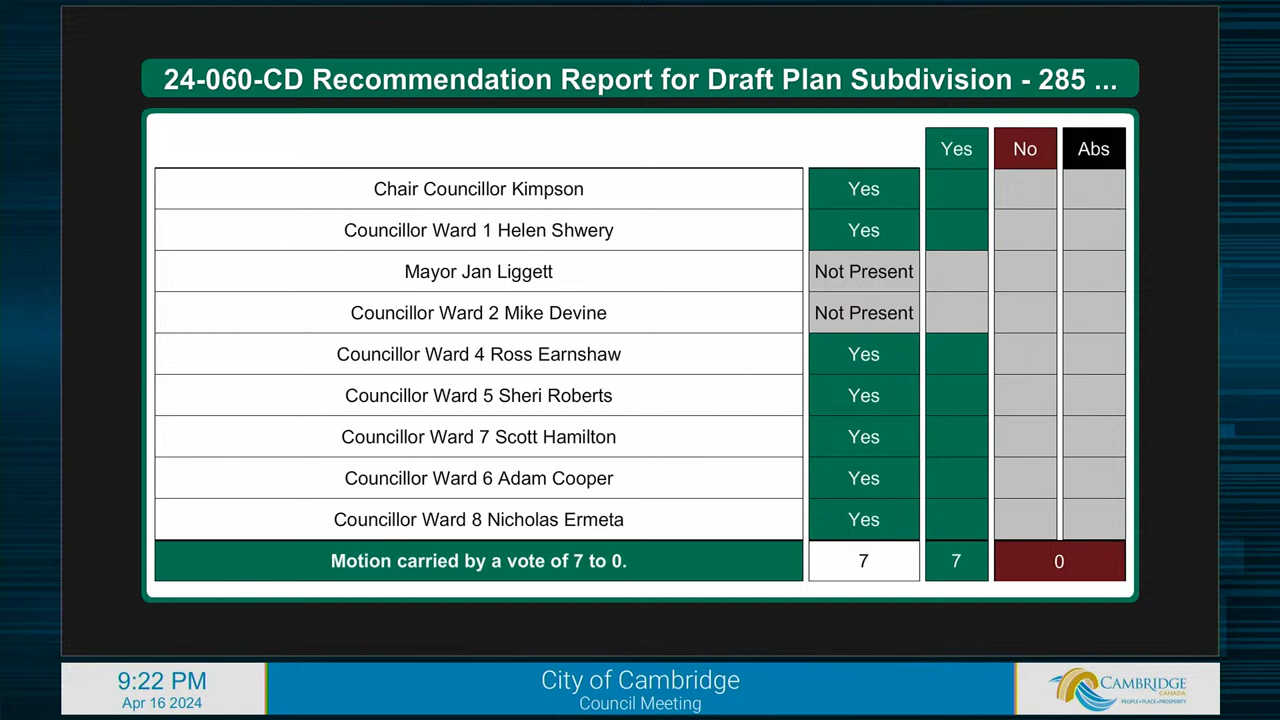 24-060-CD Recommendation Report for Draft Plan Subdivision - 285 ...
Yes No Abs
Chair Councillor Kimpson Yes
Councillor Ward 1 Helen Shwery Yes
Mayor Jan Liggett Not Present
Councillor Ward 2 Mike Devine Not Present
Councillor Ward 4 Ross Earnshaw Yes
Councillor Ward 5 Sheri Roberts Yes
Councillor Ward 7 Scott Hamilton Yes
Councillor Ward 6 Adam Cooper Yes
Councillor Ward 8 Nicholas Ermeta Yes
Motion carried by a vote of 7 to 0. 7 7 0
9:22 PM
Apr 16 2024
City of Cambridge
Council Meeting
CAMBRIDGE
CANADA
PEOPLE • PLACE • PROSPERITY